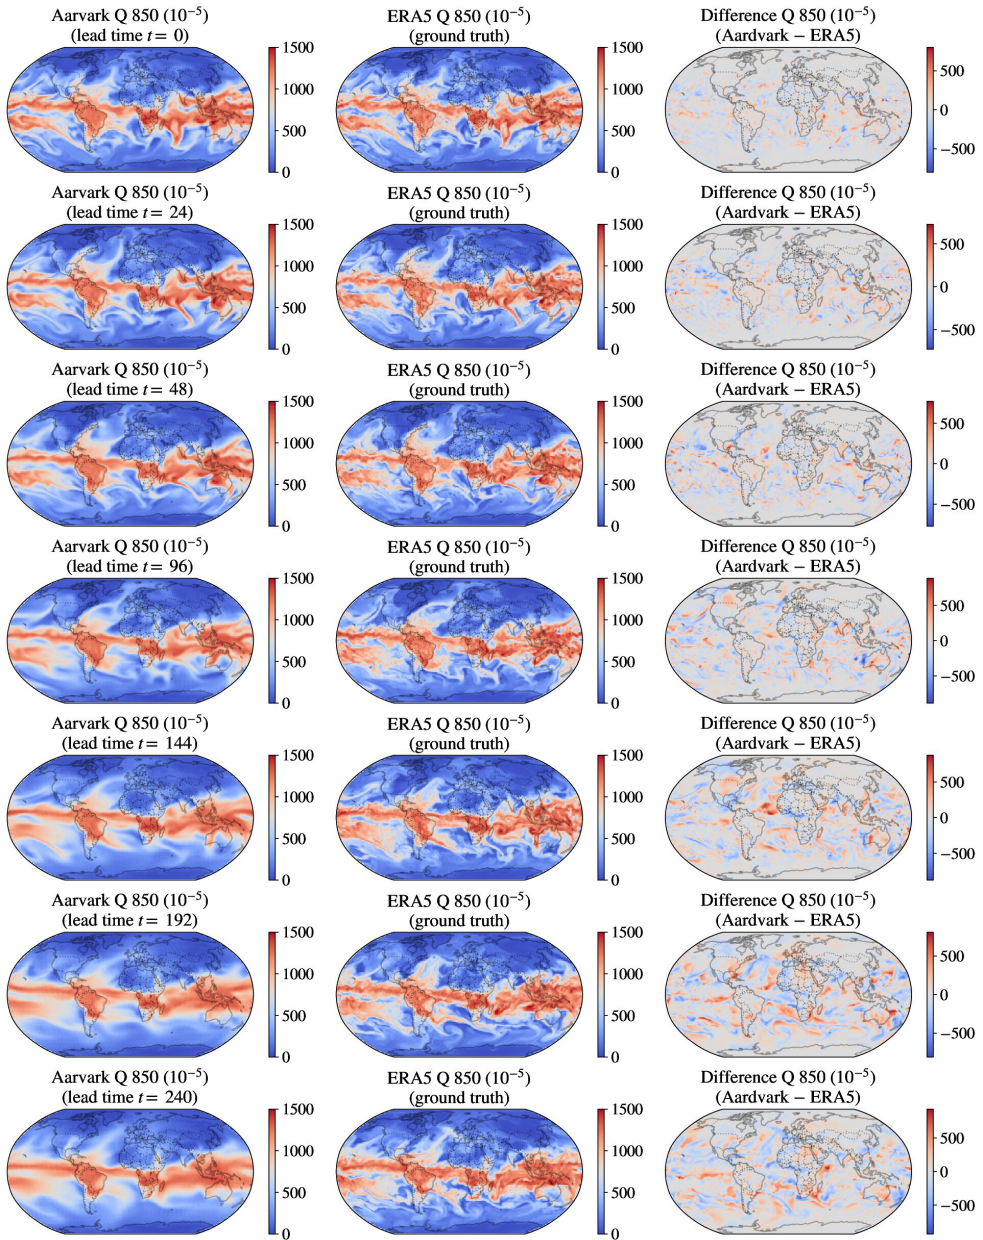 Aarvark Q 850 (10⁻⁵)
(lead time t = 0)
1500
1000
500
0
ERA5 Q 850 (10⁻⁵)
(ground truth)
1500
1000
500
0
Difference Q 850 (10⁻⁵)
(Aardvark − ERA5)
500
0
−500
Aarvark Q 850 (10⁻⁵)
(lead time t = 24)
1500
1000
500
0
ERA5 Q 850 (10⁻⁵)
(ground truth)
1500
1000
500
0
Difference Q 850 (10⁻⁵)
(Aardvark − ERA5)
500
0
−500
Aarvark Q 850 (10⁻⁵)
(lead time t = 48)
1500
1000
500
0
ERA5 Q 850 (10⁻⁵)
(ground truth)
1500
1000
500
0
Difference Q 850 (10⁻⁵)
(Aardvark − ERA5)
500
0
−500
Aarvark Q 850 (10⁻⁵)
(lead time t = 96)
1500
1000
500
0
ERA5 Q 850 (10⁻⁵)
(ground truth)
1500
1000
500
0
Difference Q 850 (10⁻⁵)
(Aardvark − ERA5)
500
0
−500
Aarvark Q 850 (10⁻⁵)
(lead time t = 144)
1500
1000
500
0
ERA5 Q 850 (10⁻⁵)
(ground truth)
1500
1000
500
0
Difference Q 850 (10⁻⁵)
(Aardvark − ERA5)
500
0
−500
Aarvark Q 850 (10⁻⁵)
(lead time t = 192)
1500
1000
500
0
ERA5 Q 850 (10⁻⁵)
(ground truth)
1500
1000
500
0
Difference Q 850 (10⁻⁵)
(Aardvark − ERA5)
500
0
−500
Aarvark Q 850 (10⁻⁵)
(lead time t = 240)
1500
1000
500
0
ERA5 Q 850 (10⁻⁵)
(ground truth)
1500
1000
500
0
Difference Q 850 (10⁻⁵)
(Aardvark − ERA5)
500
0
−500